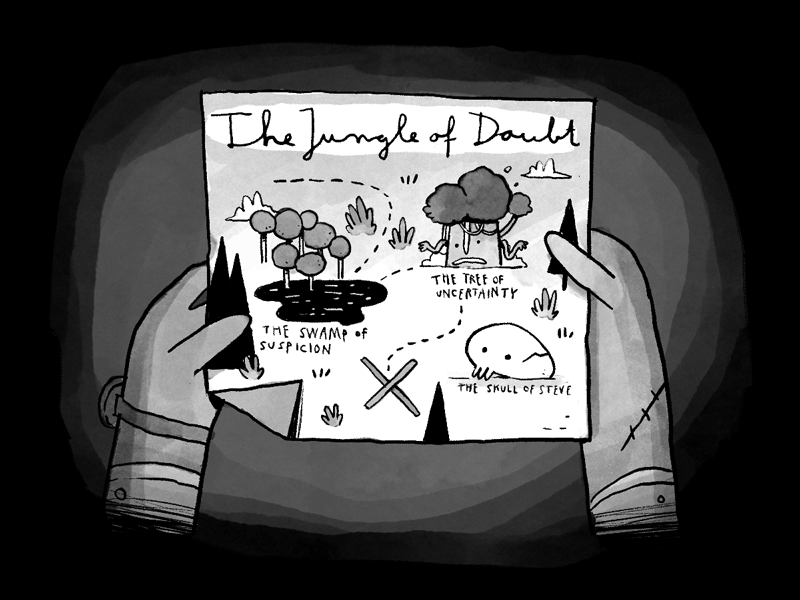 The Jungle of Doubt
THE TREE OF
UNCERTAINTY
THE SWAMP OF
SUSPICION
THE SKULL OF STEVE